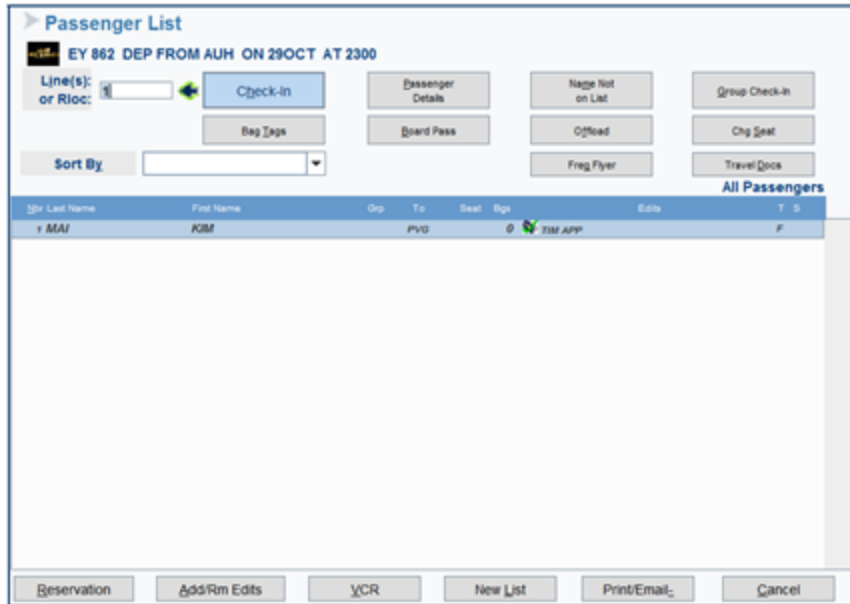 Passenger List
EY 862 DEP FROM AUH ON 29OCT AT 2300
Line(s):
or Rloc:
1
Check-In
Passenger
Details
Name Not
on List
Group Check-In
Bag Tags
Board Pass
Offload
Chg Seat
Sort By
Freq Flyer
Travel Docs
All Passengers
Nbr Last Name First Name Grp To Seat Bgs Edits T S
1 MAI KIM PVG 0 TIM APP F
Reservation Add/Rm Edits VCR New List Print/Email- Cancel